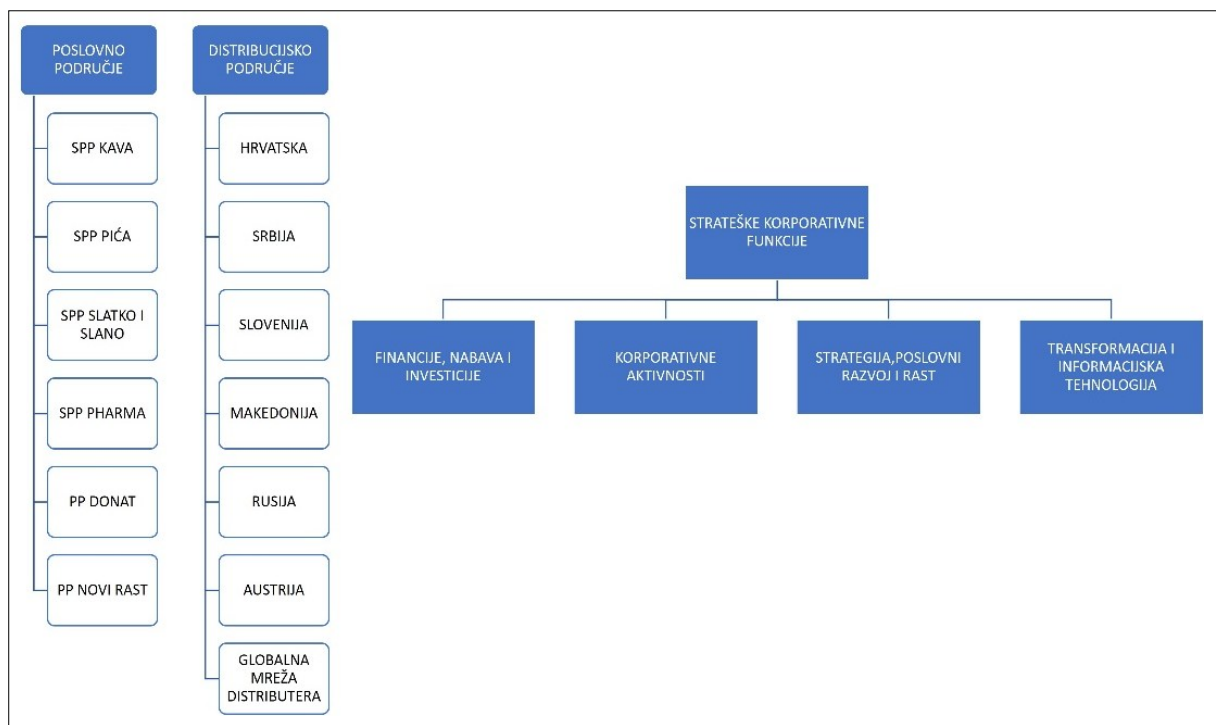 POSLOVNO
PODRUČJE
SPP KAVA
SPP PIĆA
SPP SLATKO I
SLANO
SPP PHARMA
PP DONAT
PP NOVI RAST
DISTRIBUCIJSKO
PODRUČJE
HRVATSKA
SRBIJA
SLOVENIJA
MAKEDONIJA
RUSIJA
AUSTRIJA
GLOBALNA
MREŽA
DISTRIBUTERA
STRATEŠKE KORPORATIVNE
FUNKCIJE
FINANCIJE, NABAVA I
INVESTICIJE
KORPORATIVNE
AKTIVNOSTI
STRATEGIJA,POSLOVNI
RAZVOJ I RAST
TRANSFORMACIJA I
INFORMACIJSKA
TEHNOLOGIJA